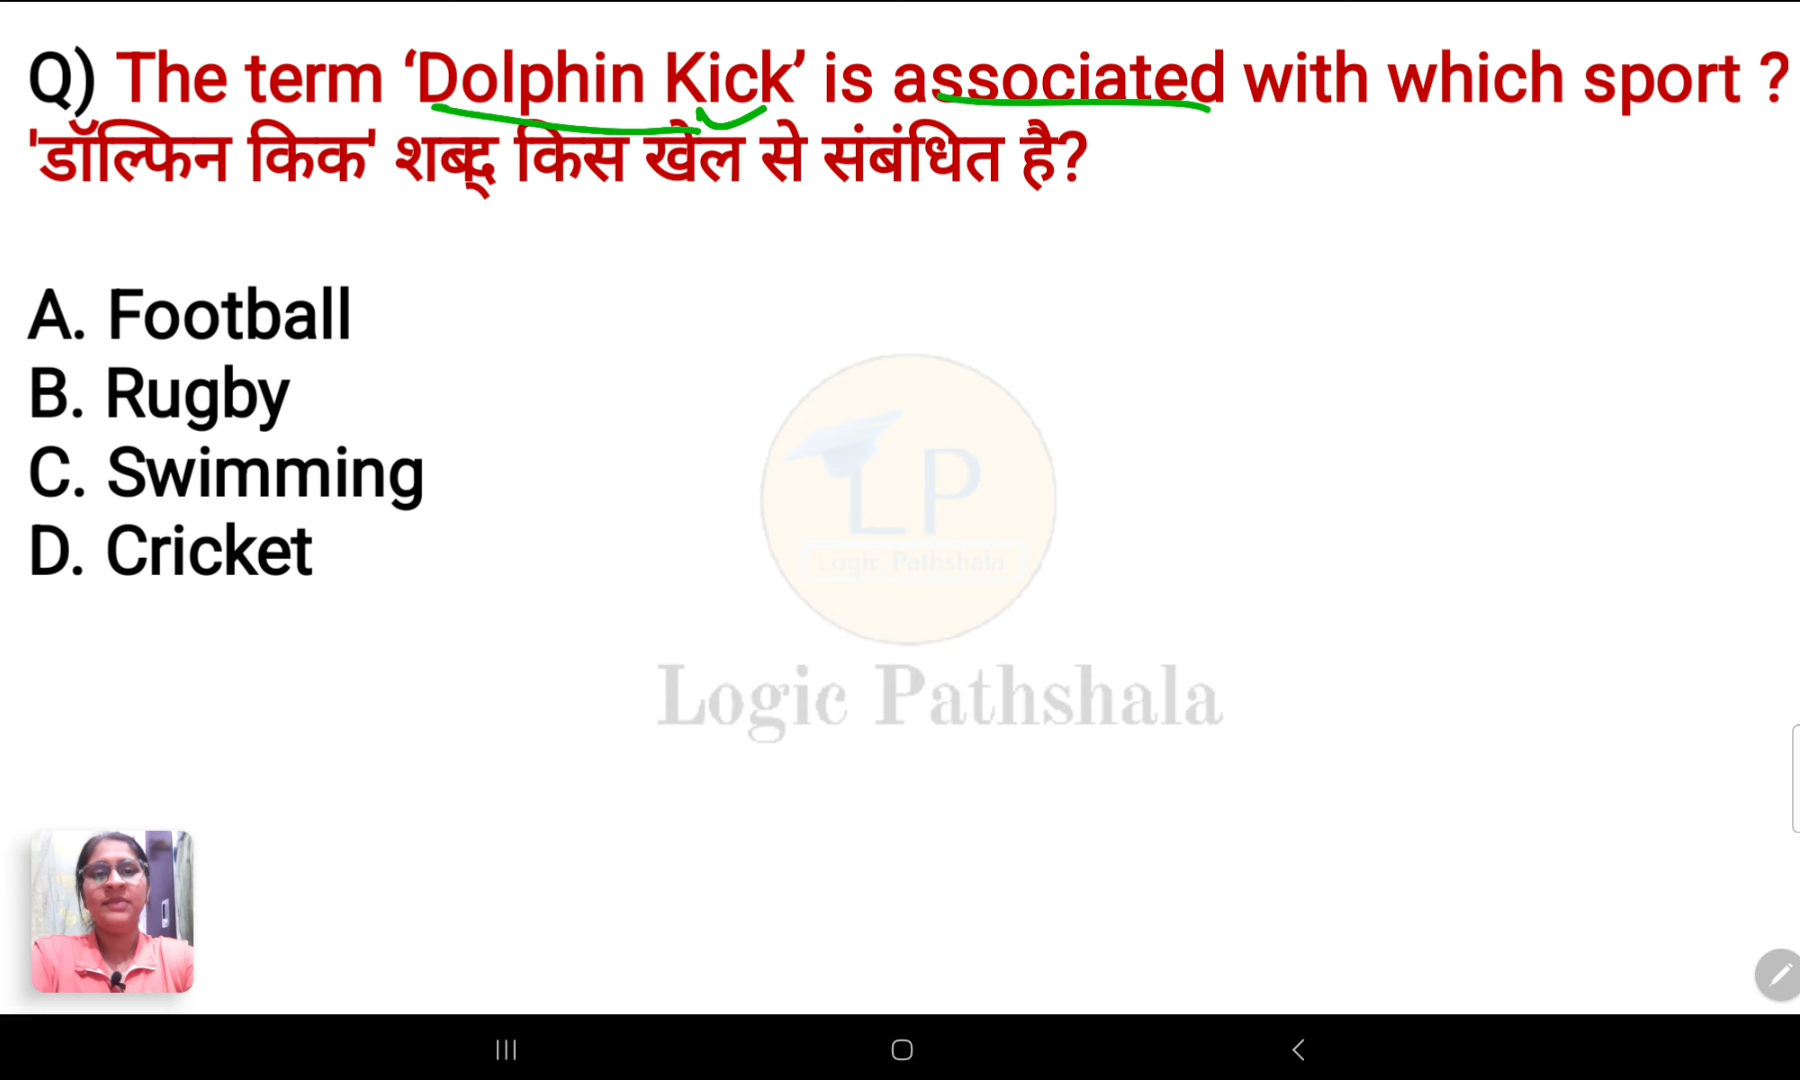 Q) The term ‘Dolphin Kick’ is associated with which sport ?
'डॉल्फिन किक' शब्द् किस खेल से संबंधित है?
A. Football
B. Rugby
C. Swimming
D. Cricket
LP
Logic Pathshala
Logic Pathshala